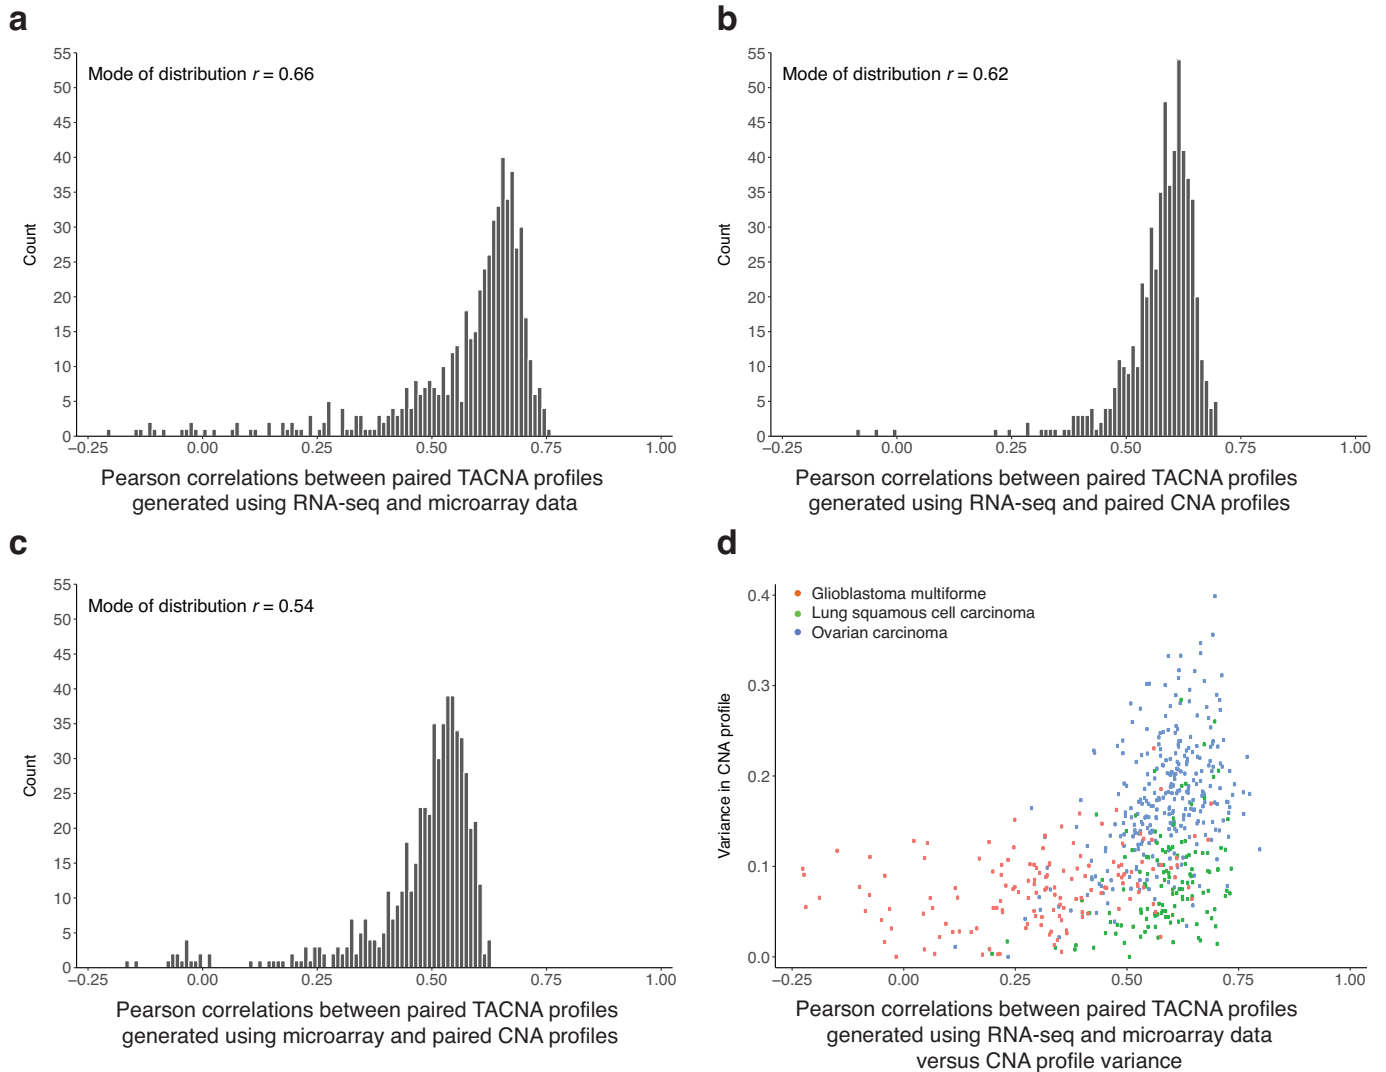 a
Mode of distribution r = 0.66
55
50
45
40
35
30
25
20
15
10
5
0
Count
−0.25 0.00 0.25 0.50 0.75 1.00
Pearson correlations between paired TACNA profiles
generated using RNA-seq and microarray data
b
Mode of distribution r = 0.62
55
50
45
40
35
30
25
20
15
10
5
0
Count
−0.25 0.00 0.25 0.50 0.75 1.00
Pearson correlations between paired TACNA profiles
generated using RNA-seq and paired CNA profiles
c
Mode of distribution r = 0.54
55
50
45
40
35
30
25
20
15
10
5
0
Count
−0.25 0.00 0.25 0.50 0.75 1.00
Pearson correlations between paired TACNA profiles
generated using microarray and paired CNA profiles
d
Glioblastoma multiforme
Lung squamous cell carcinoma
Ovarian carcinoma
0.4
0.3
0.2
0.1
0.0
Variance in CNA profile
−0.25 0.00 0.25 0.50 0.75 1.00
Pearson correlations between paired TACNA profiles
generated using RNA-seq and microarray data
versus CNA profile variance